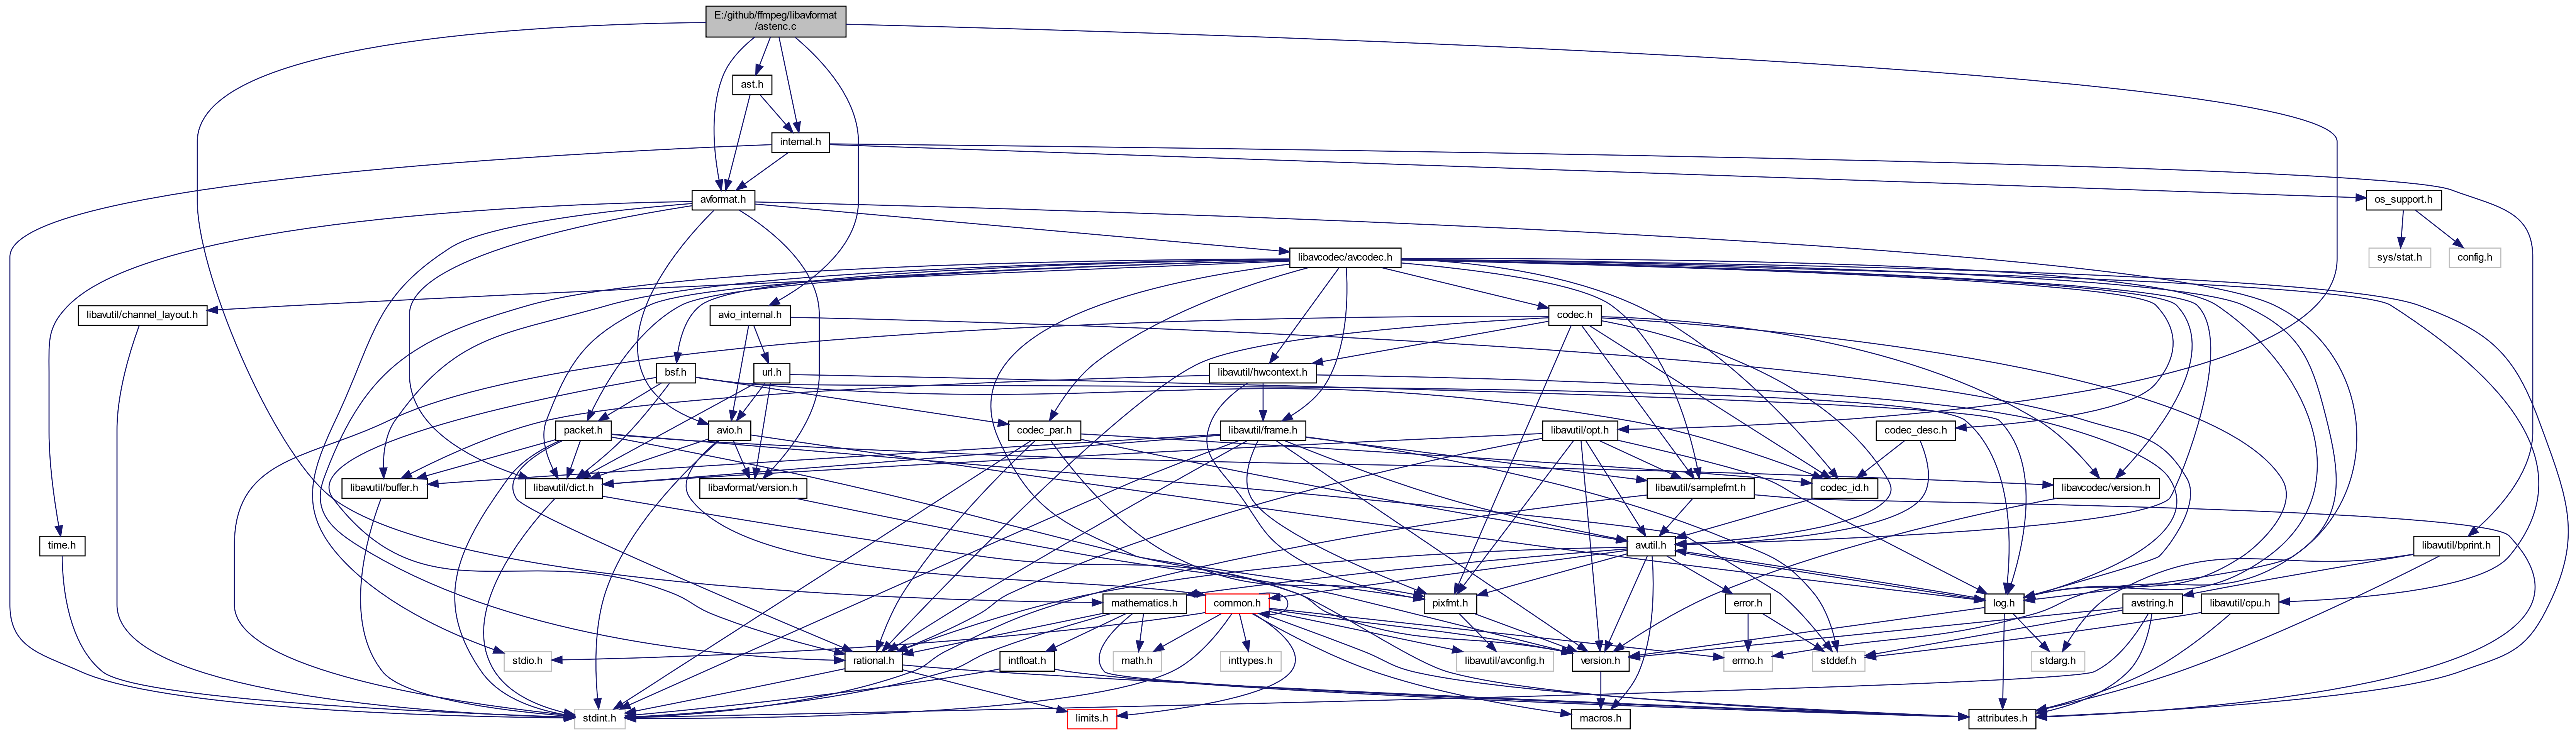 E:/github/ffmpeg/libavformat
/astenc.c
ast.h
internal.h
avformat.h
os_support.h
libavcodec/avcodec.h
sys/stat.h
config.h
libavutil/channel_layout.h
avio_internal.h
codec.h
bsf.h
url.h
libavutil/hwcontext.h
packet.h
avio.h
codec_par.h
libavutil/frame.h
libavutil/opt.h
codec_desc.h
libavutil/buffer.h
libavutil/dict.h
libavformat/version.h
libavutil/samplefmt.h
codec_id.h
libavcodec/version.h
time.h
avutil.h
libavutil/bprint.h
mathematics.h
common.h
pixfmt.h
error.h
log.h
avstring.h
libavutil/cpu.h
stdio.h
rational.h
intfloat.h
math.h
inttypes.h
libavutil/avconfig.h
version.h
errno.h
stddef.h
stdarg.h
stdint.h
limits.h
macros.h
attributes.h